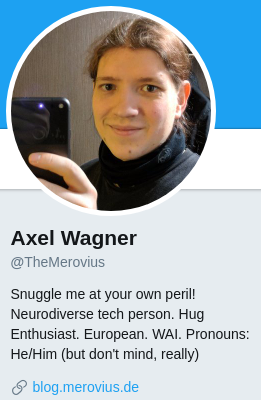 Axel Wagner
@TheMerovius
Snuggle me at your own peril!
Neurodiverse tech person. Hug
Enthusiast. European. WAI. Pronouns:
He/Him (but don't mind, really)
blog.merovius.de